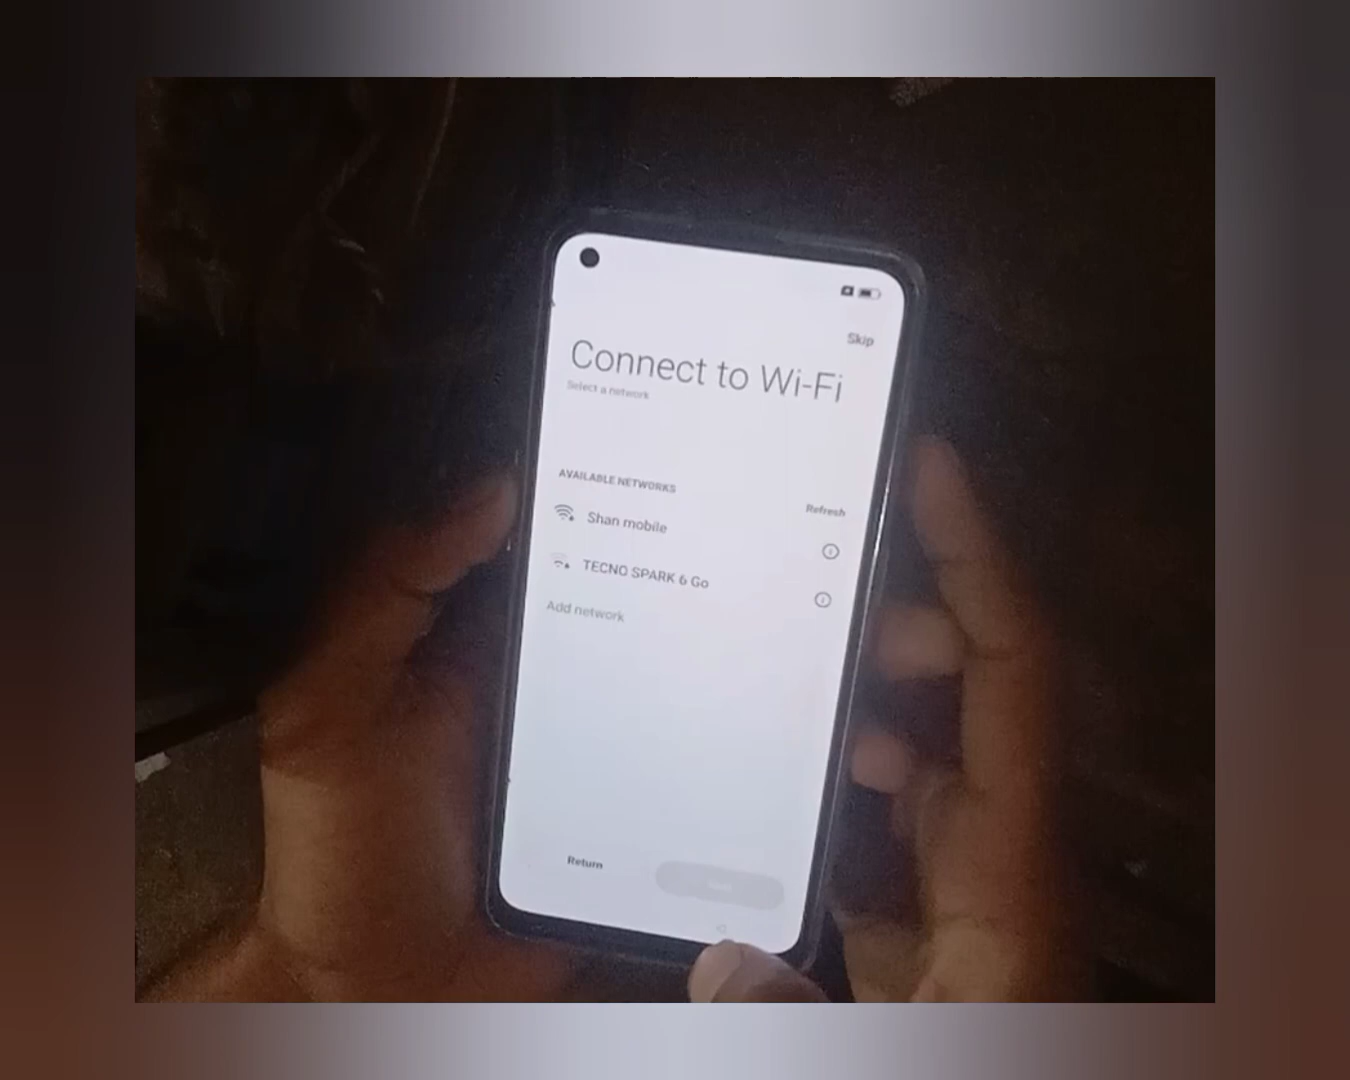 Skip
Connect to Wi-Fi
Select a network
AVAILABLE NETWORKS
Refresh
Shan mobile
TECNO SPARK 6 Go
Add network
Return